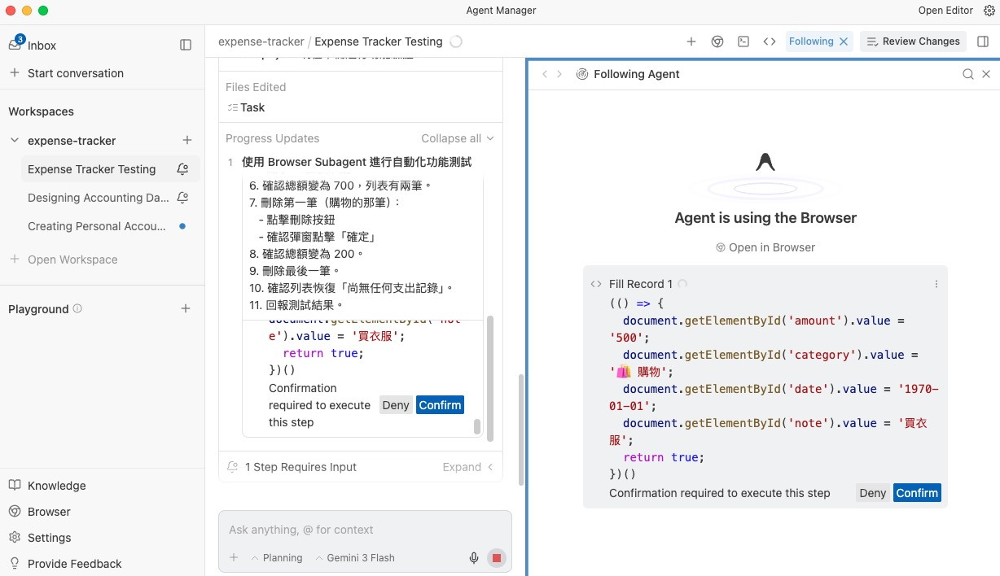 Agent Manager
Open Editor
3
Inbox
Start conversation
Workspaces
expense-tracker
Expense Tracker Testing
Designing Accounting Da...
Creating Personal Accou...
Open Workspace
Playground
Knowledge
Browser
Settings
Provide Feedback
expense-tracker / Expense Tracker Testing
Following
Review Changes
Files Edited
Task
Progress Updates
Collapse all
1 使用 Browser Subagent 進行自動化功能測試
6. 確認總額變為 700，列表有兩筆。
7. 刪除第一筆（購物的那筆）：
- 點擊刪除按鈕
- 確認彈窗點擊「確定」
8. 確認總額變為 200。
9. 刪除最後一筆。
10. 確認列表恢復「尚無任何支出記錄」。
11. 回報測試結果。
document.getElementById('not
e').value = '買衣服';
return true;
})()
Confirmation
required to execute
this step
Deny
Confirm
1 Step Requires Input
Expand
Ask anything, @ for context
Planning
Gemini 3 Flash
Following Agent
Agent is using the Browser
Open in Browser
Fill Record 1
(() => {
document.getElementById('amount').value =
'500';
document.getElementById('category').value =
'🛍️ 購物';
document.getElementById('date').value = '1970-
01-01';
document.getElementById('note').value = '買衣
服';
return true;
})()
Confirmation required to execute this step
Deny
Confirm